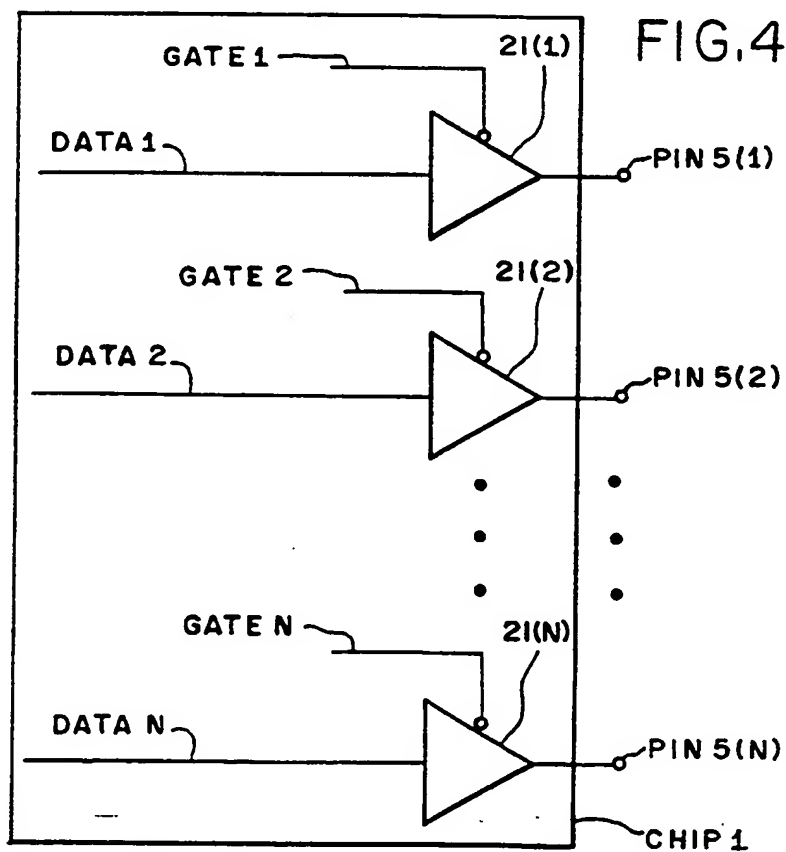 FIG.4
GATE 1
21(1)
DATA 1
PIN 5(1)
GATE 2
21(2)
DATA 2
PIN 5(2)
GATE N
21(N)
DATA N
PIN 5(N)
CHIP 1